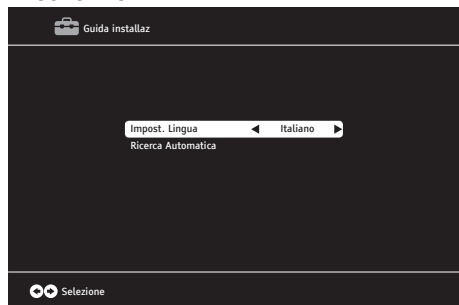 Guida installaz
Impost. Lingua Italiano
Ricerca Automatica
Selezione